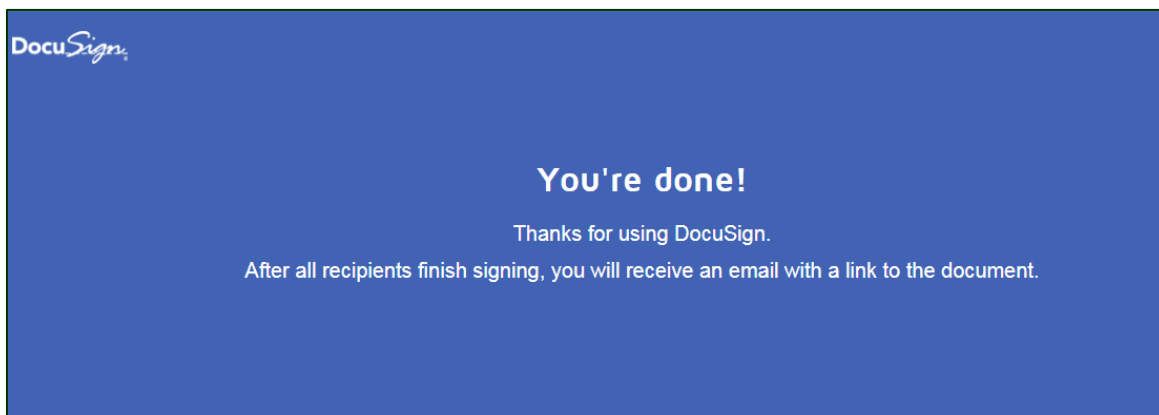 DocuSign
You're done!
Thanks for using DocuSign.
After all recipients finish signing, you will receive an email with a link to the document.